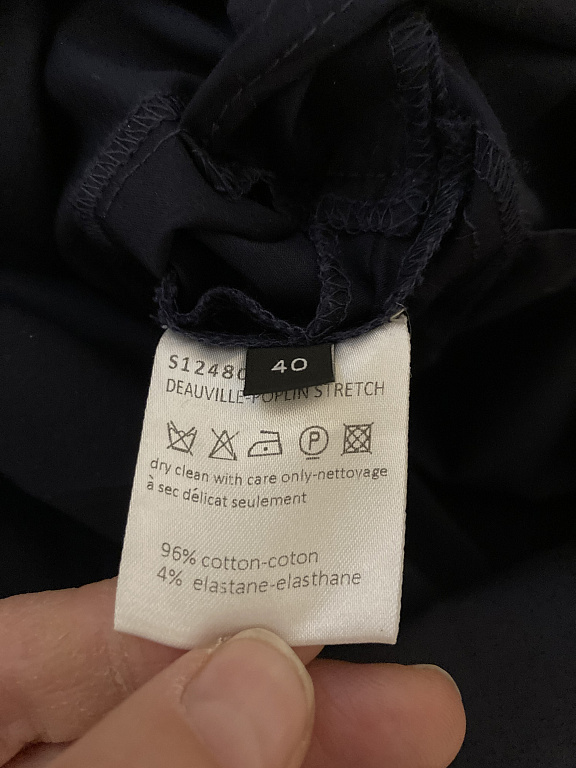 S1248
40
DEAUVILLE-POPLIN STRETCH
P
dry clean with care only-nettoyage
à sec délicat seulement
96% cotton-coton
4% elastane-elasthane